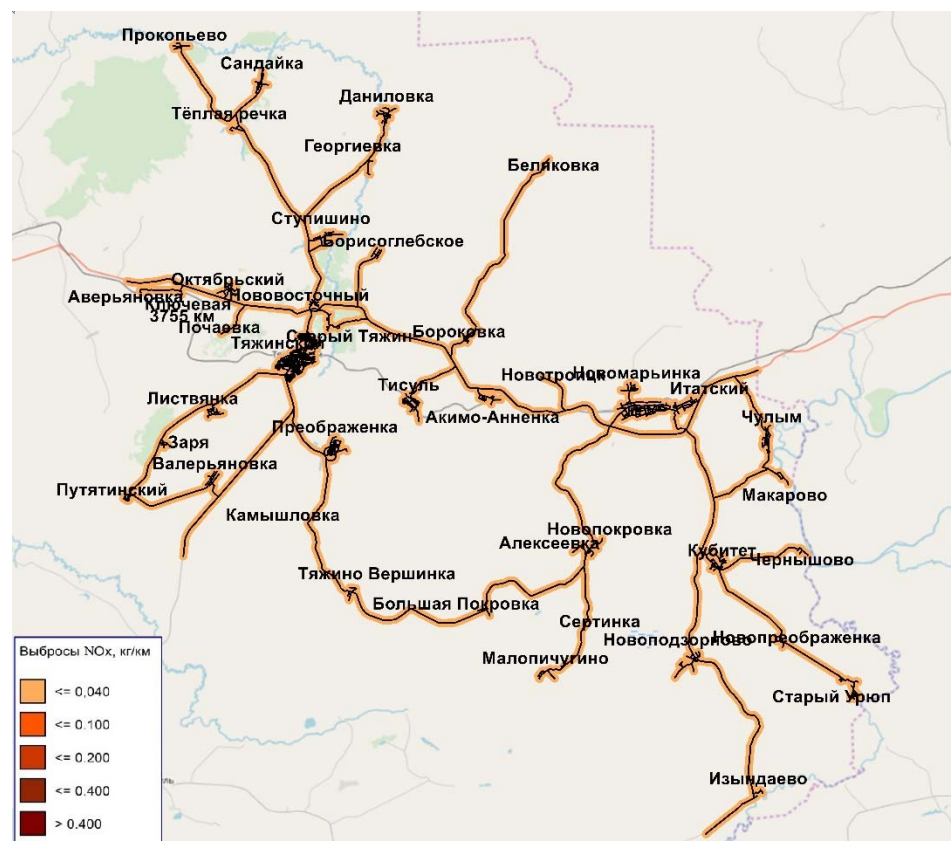 Прокопьево
Сандайка
Даниловка
Тёплая речка
Георгиевка
Беляковка
Ступишино
Борисоглебское
Октябрьский
Аверьяновка
Нововосточный
Ключевая
3755 км
Почаевка
Старый Тяжин
Бороковка
Тяжинский
Новотроицк
Новомарьинка
Итатский
Листвянка
Тисуль
Акимо-Анненка
Чулым
Преображенка
Заря
Валерьяновка
Путятинский
Макарово
Камышловка
Новопокровка
Алексеевка
Кубитет
Чернышово
Тяжино Вершинка
Большая Покровка
Сертинка
Новоподзорново
Новопреображенка
Малопичугино
Старый Урюп
Изындаево
Выбросы NOx, кг/км
<= 0,040
<= 0.100
<= 0.200
<= 0.400
> 0.400